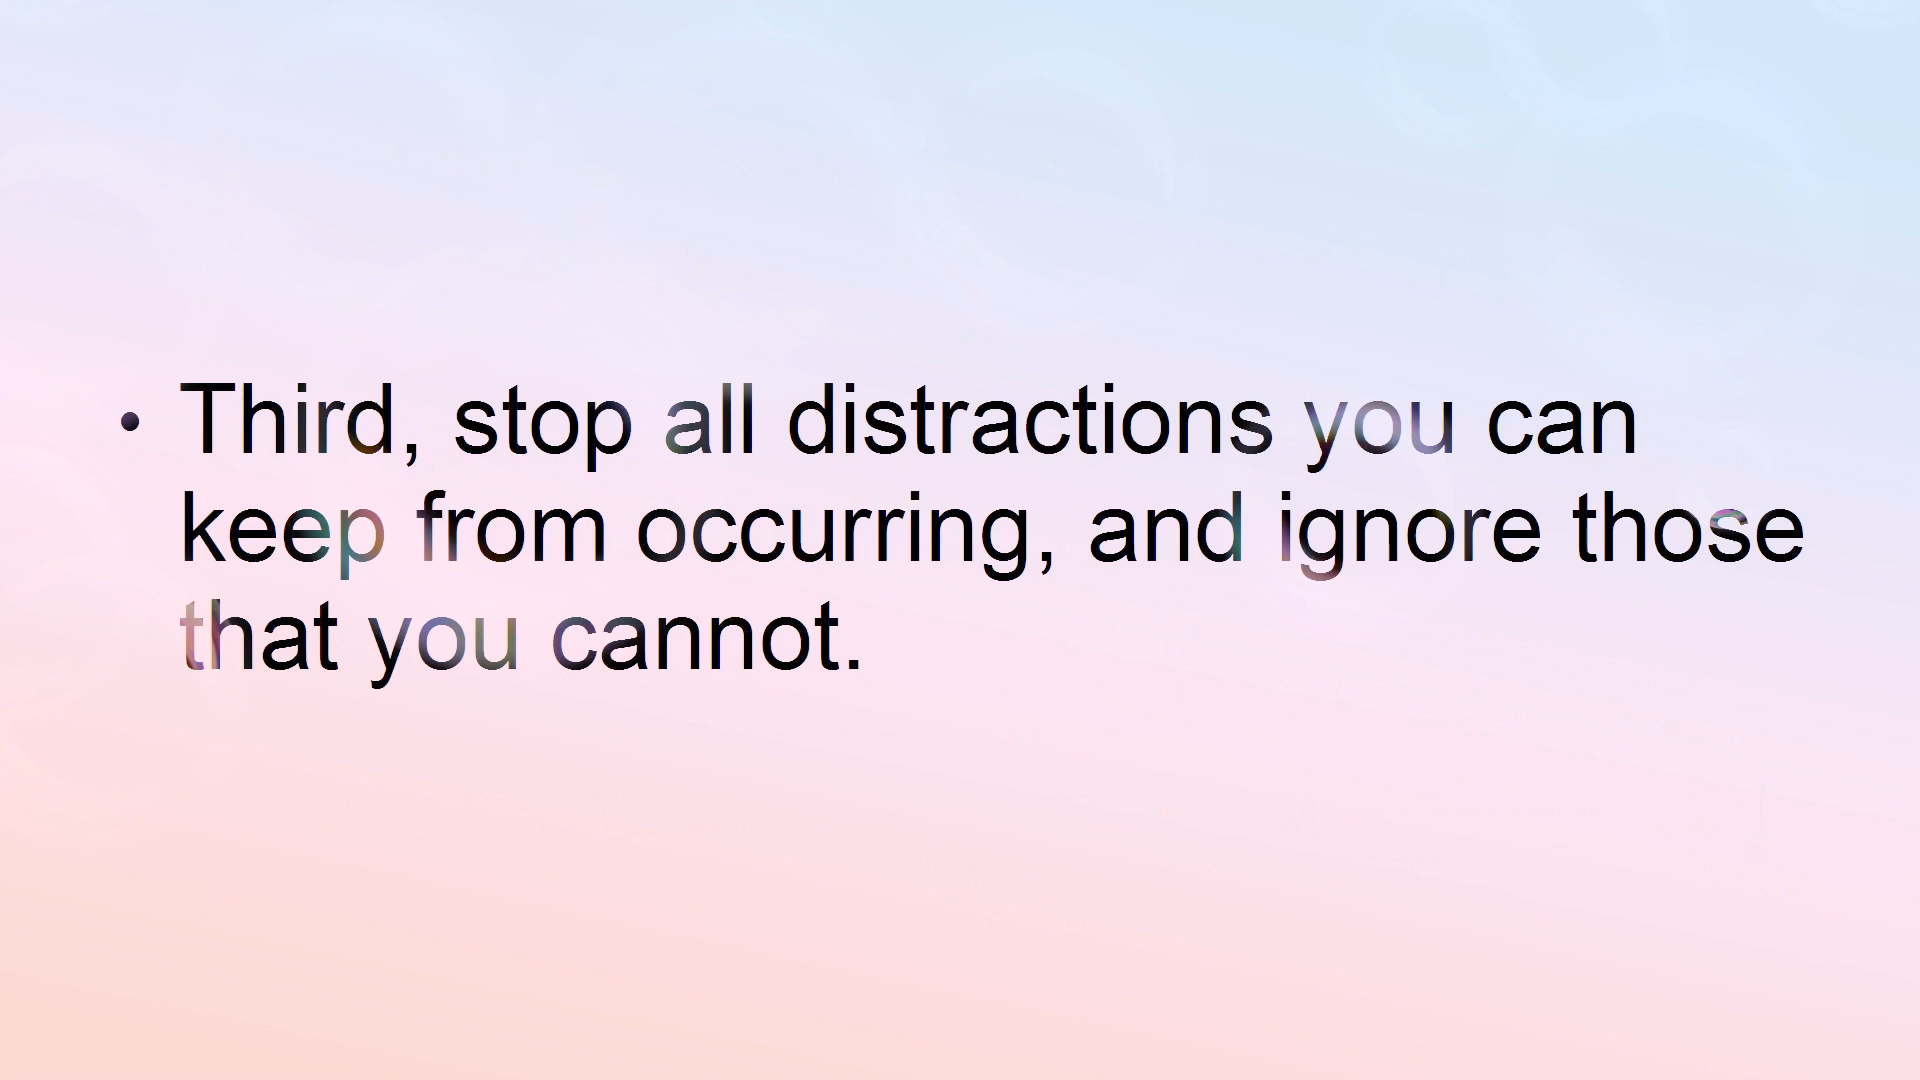 • Third, stop all distractions you can
keep from occurring, and ignore those
that you cannot.